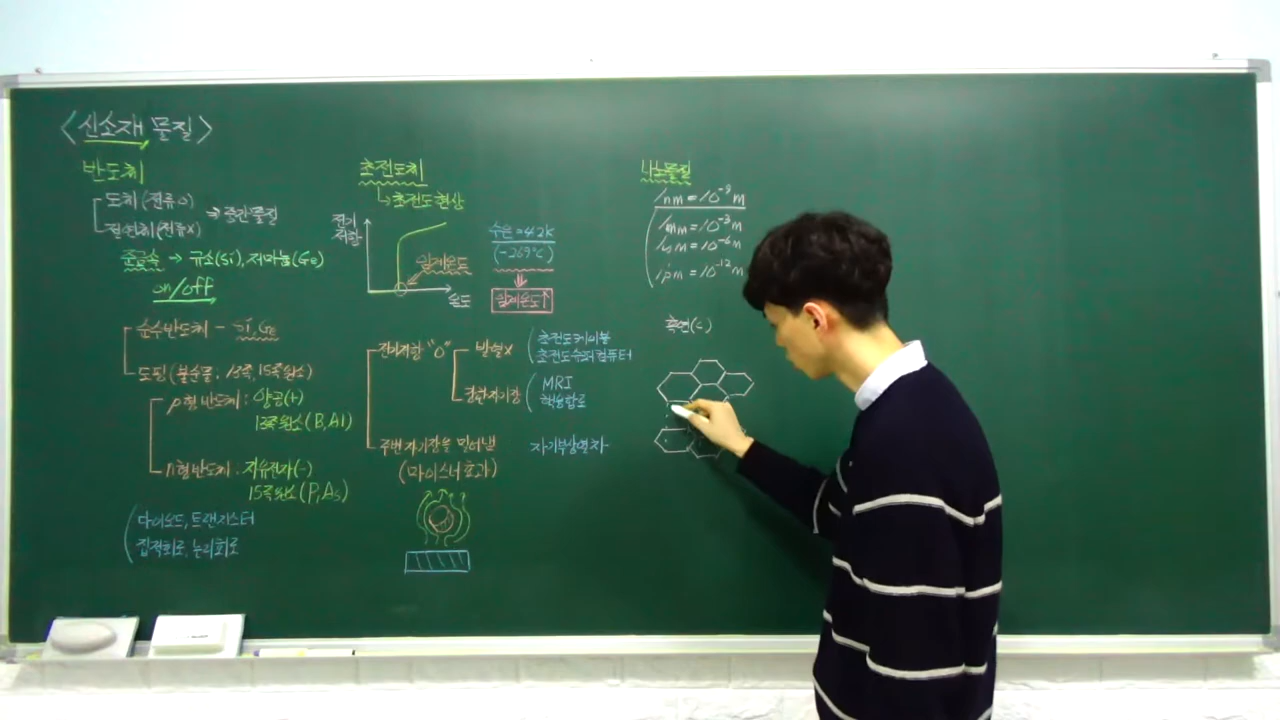 <신소재 물질>
반도체
도체 (전류 O)
절연체 (전류 X)
⇒ 중간물질
준금속 → 규소(Si), 저마늄(Ge)
on/off
순수반도체 - Si, Ge
도핑 (불순물, 13족, 15족 원소)
p형 반도체 : 양공(+)
13족 원소 (B, Al)
n형 반도체 : 자유전자(-)
15족 원소 (P, As)
다이오드, 트랜지스터
집적회로, 논리회로
초전도체
→ 초전도 현상
전기
저항
임계온도
온도
수은 = 4.2K
(-269°C)
임계온도↑
전기저항 "0"
발열 X
초전도케이블
초전도슈퍼컴퓨터
강한 자기장
MRI
핵융합로
주변 자기장을 밀어냄
(마이스너 효과)
자기부상열차
나노물질
1nm = 10⁻⁹ m
1mm = 10⁻³ m
1μm = 10⁻⁶ m
1pm = 10⁻¹² m
흑연(C)